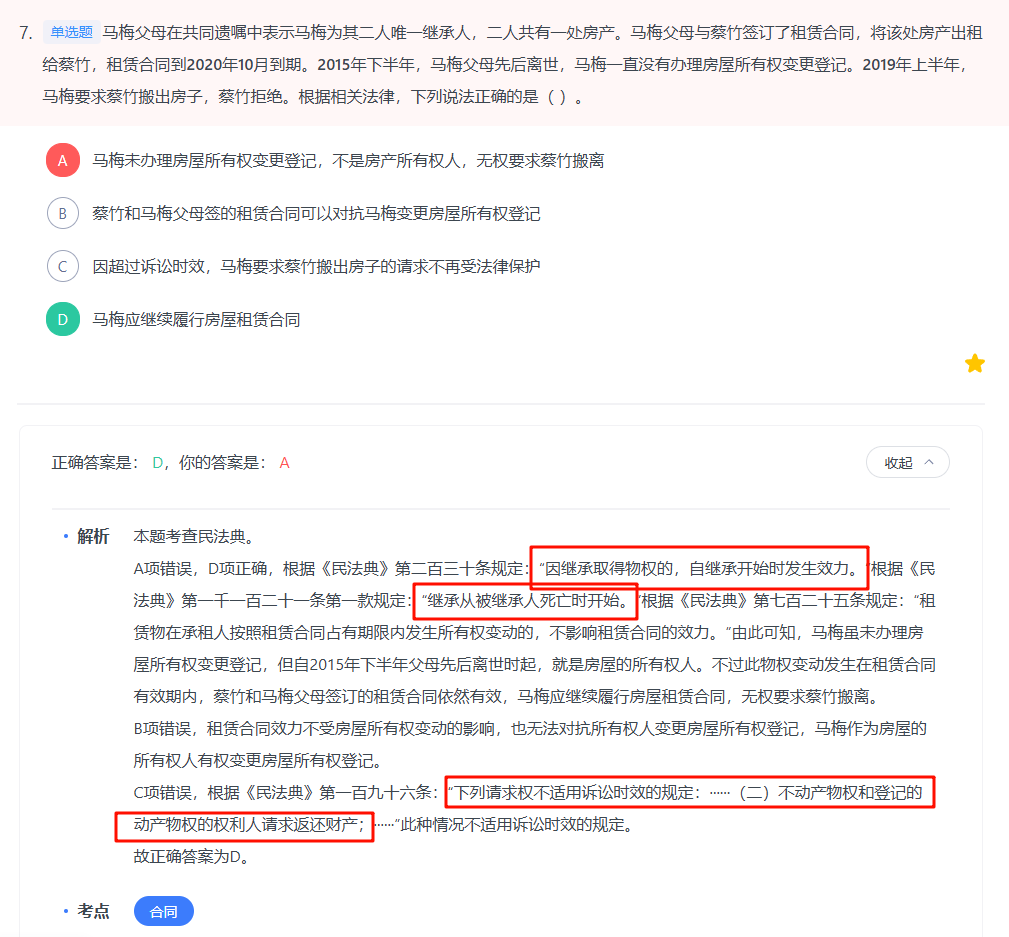 7. 单选题 马梅父母在共同遗嘱中表示马梅为其二人唯一继承人，二人共有一处房产。马梅父母与蔡竹签订了租赁合同，将该处房产出租
给蔡竹，租赁合同到2020年10月到期。2015年下半年，马梅父母先后离世，马梅一直没有办理房屋所有权变更登记。2019年上半年，
马梅要求蔡竹搬出房子，蔡竹拒绝。根据相关法律，下列说法正确的是（ ）。
A 马梅未办理房屋所有权变更登记，不是房产所有权人，无权要求蔡竹搬离
B 蔡竹和马梅父母签的租赁合同可以对抗马梅变更房屋所有权登记
C 因超过诉讼时效，马梅要求蔡竹搬出房子的请求不再受法律保护
D 马梅应继续履行房屋租赁合同
正确答案是： D， 你的答案是： A
收起
解析 本题考查民法典。
A项错误，D项正确，根据《民法典》第二百三十条规定：“因继承取得物权的，自继承开始时发生效力。”根据《民
法典》第一千一百二十一条第一款规定：“继承从被继承人死亡时开始。”根据《民法典》第七百二十五条规定：“租
赁物在承租人按照租赁合同占有期限内发生所有权变动的，不影响租赁合同的效力。“由此可知，马梅虽未办理房
屋所有权变更登记，但自2015年下半年父母先后离世时起，就是房屋的所有权人。不过此物权变动发生在租赁合同
有效期内，蔡竹和马梅父母签订的租赁合同依然有效，马梅应继续履行房屋租赁合同，无权要求蔡竹搬离。
B项错误，租赁合同效力不受房屋所有权变动的影响，也无法对抗所有权人变更房屋所有权登记，马梅作为房屋的
所有权人有权变更房屋所有权登记。
C项错误，根据《民法典》第一百九十六条：“下列请求权不适用诉讼时效的规定：······（二）不动产物权和登记的
动产物权的权利人请求返还财产；······”此种情况不适用诉讼时效的规定。
故正确答案为D。
考点 合同